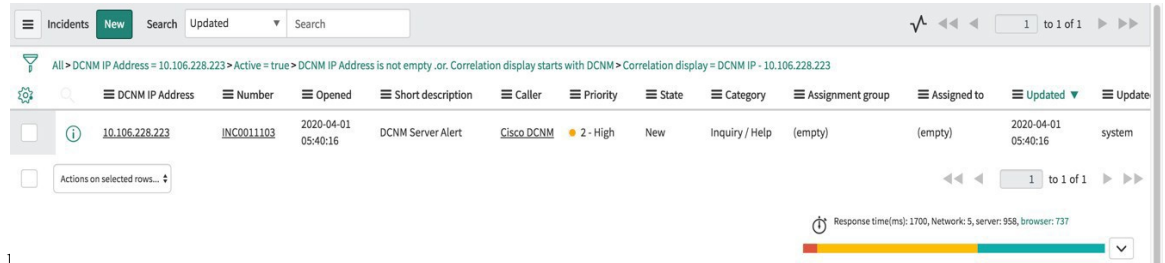 Incidents New Search Updated ▼ Search 1 to 1 of 1
All > DCNM IP Address = 10.106.228.223 > Active = true > DCNM IP Address is not empty .or. Correlation display starts with DCNM > Correlation display = DCNM IP - 10.106.228.223
DCNM IP Address Number Opened Short description Caller Priority State Category Assignment group Assigned to Updated ▼ Update
10.106.228.223 INC0011103 2020-04-01 DCNM Server Alert Cisco DCNM 2 - High New Inquiry / Help (empty) (empty) 2020-04-01 system
05:40:16 05:40:16
Actions on selected rows... 1 to 1 of 1
Response time(ms): 1700, Network: 5, server: 958, browser: 737